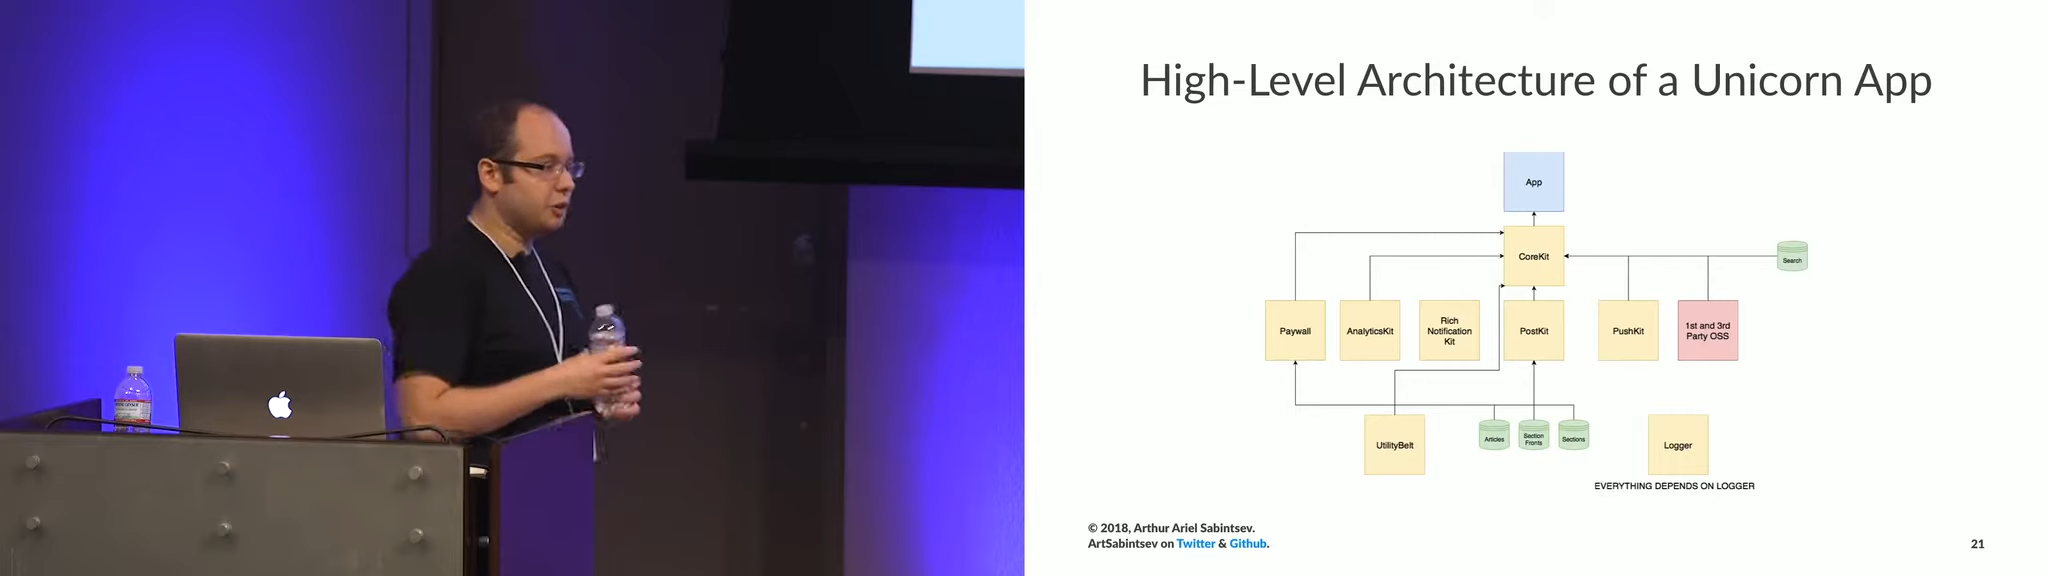 High-Level Architecture of a Unicorn App
App
CoreKit
Search
Paywall
AnalyticsKit
Rich
Notification
Kit
PostKit
PushKit
1st and 3rd
Party OSS
UtilityBelt
Articles
Section
Fronts
Sections
Logger
EVERYTHING DEPENDS ON LOGGER
© 2018, Arthur Ariel Sabintsev.
ArtSabintsev on Twitter & Github.
21